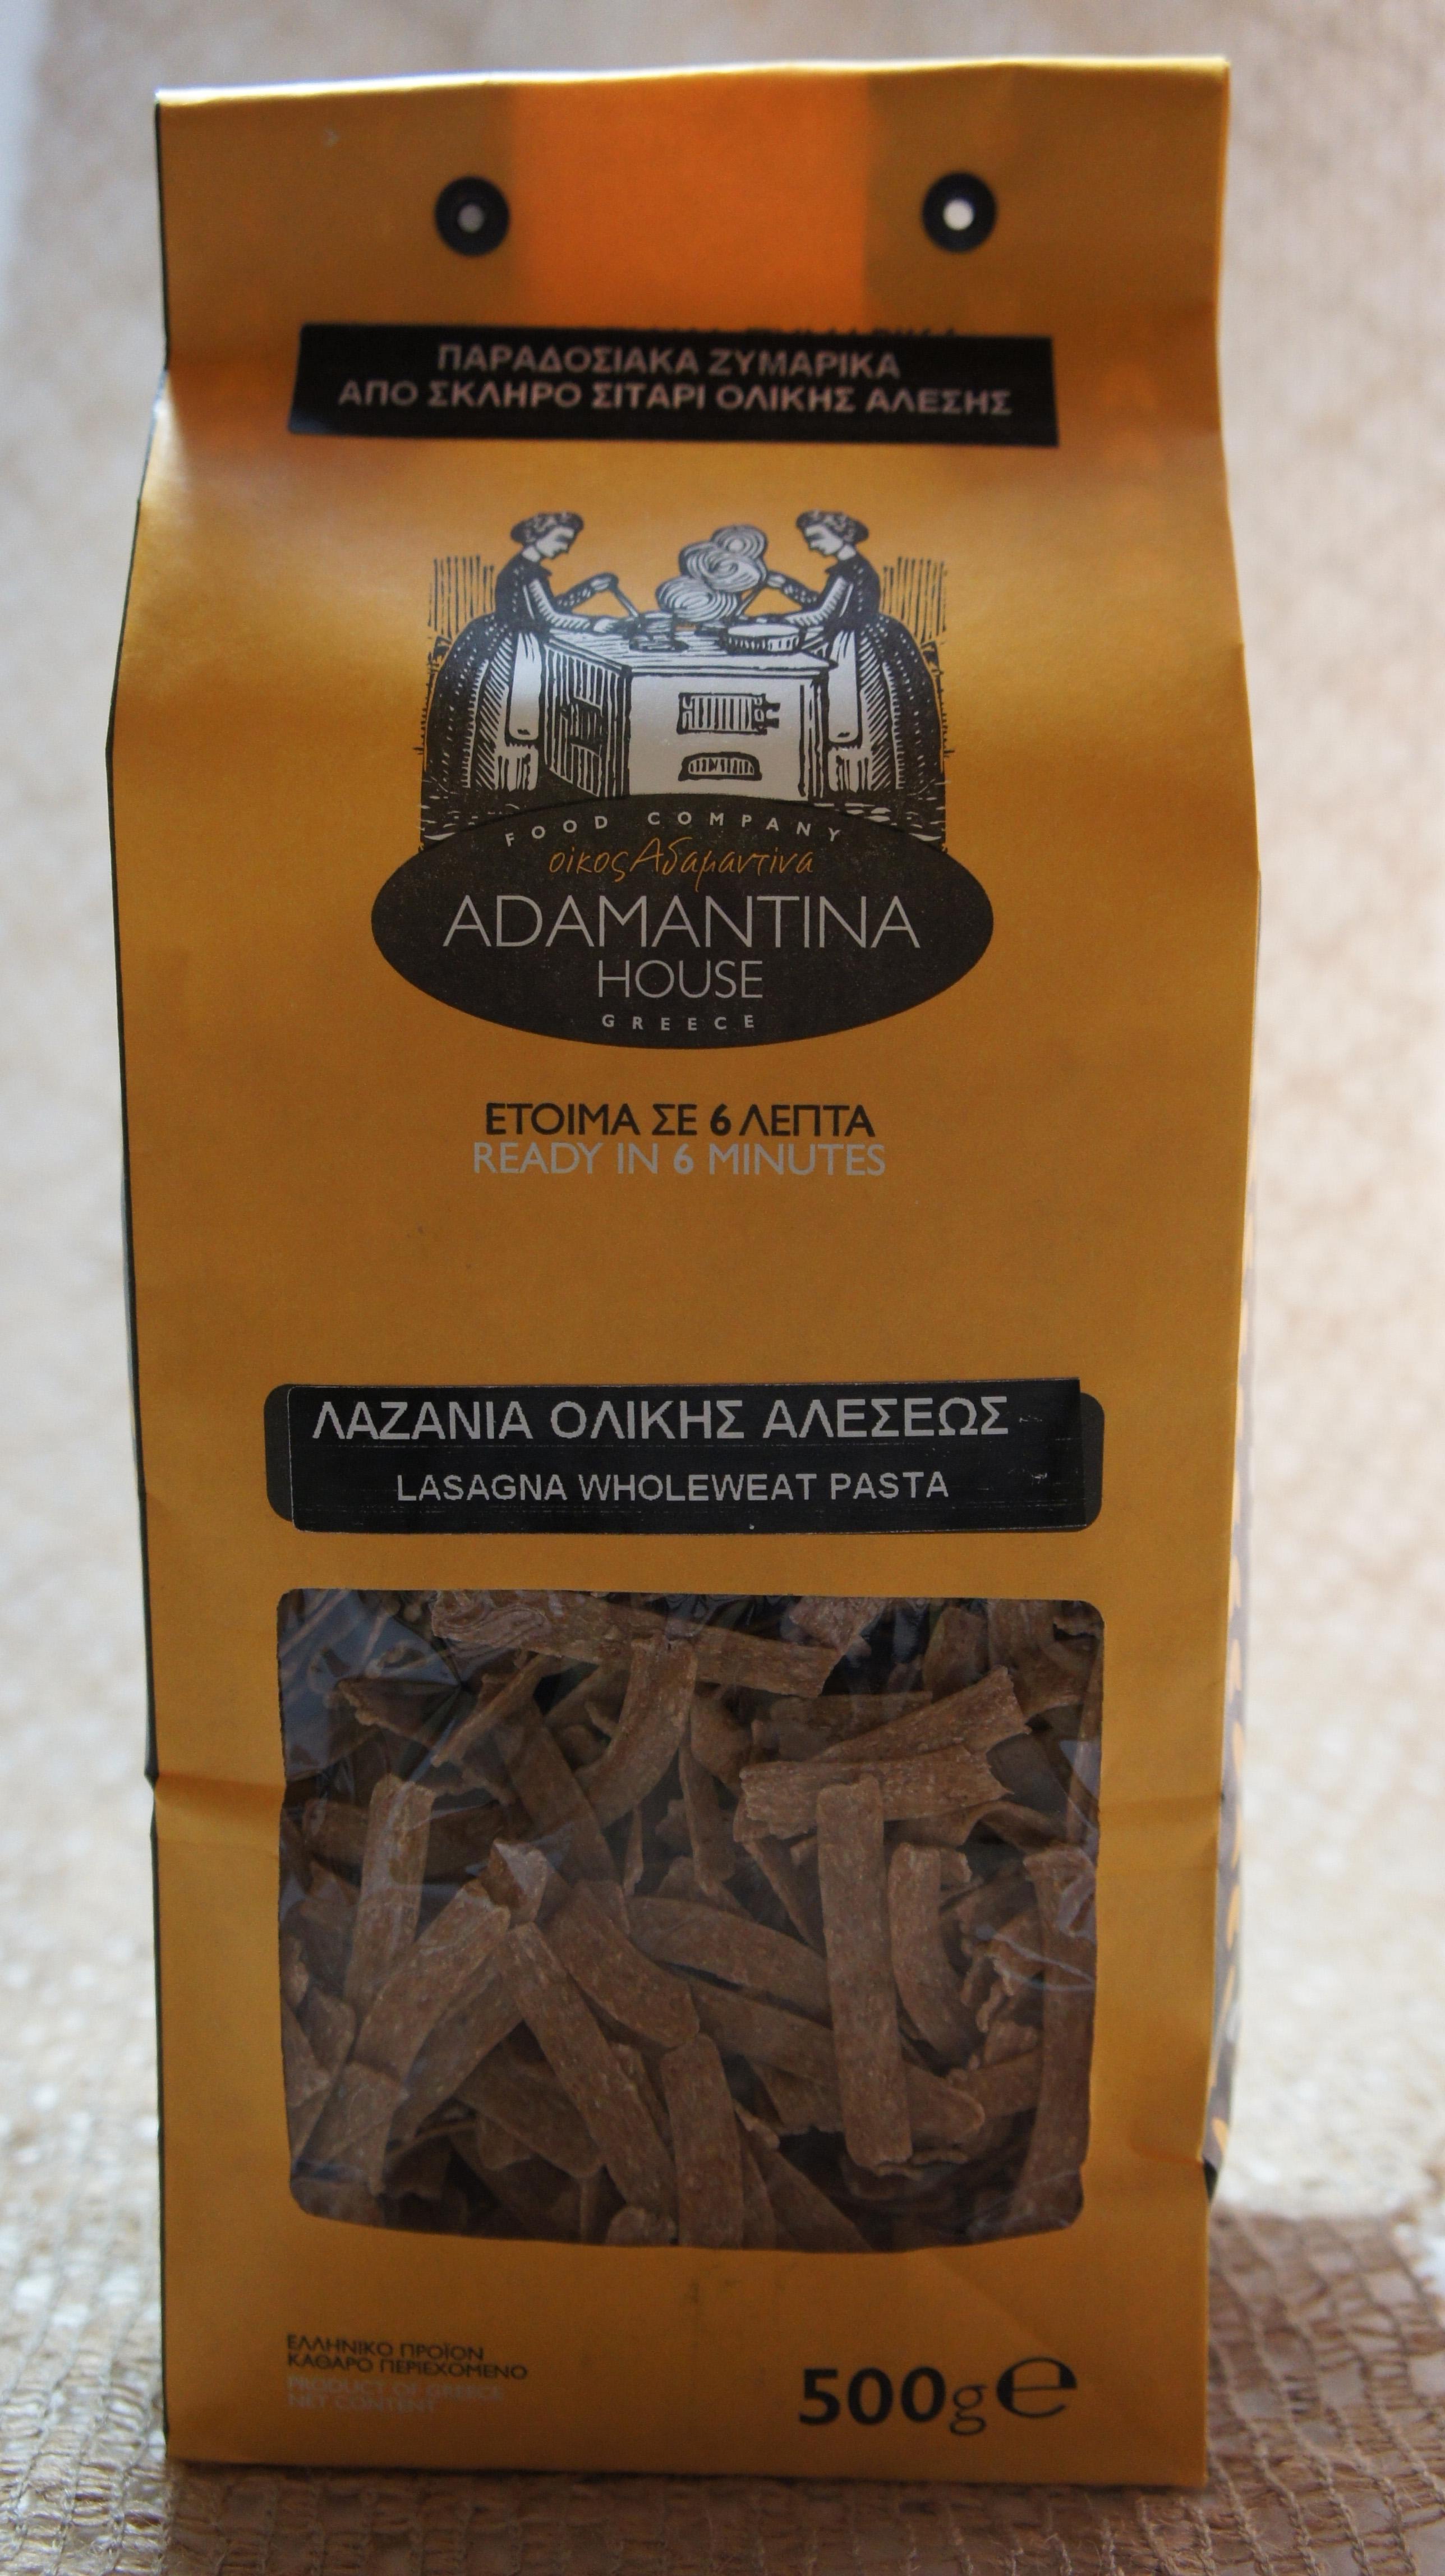 ΠΑΡΑΔΟΣΙΑΚΑ ΖΥΜΑΡΙΚΑ
ΑΠΟ ΣΚΛΗΡΟ ΣΙΤΑΡΙ ΟΛΙΚΗΣ ΑΛΕΣΗΣ
FOOD COMPANY
οίκος Αδαμαντίνα
ADAMANTINA
HOUSE
GREECE
ΕΤΟΙΜΑ ΣΕ 6 ΛΕΠΤΑ
READY IN 6 MINUTES
ΛΑΖΑΝΙΑ ΟΛΙΚΗΣ ΑΛΕΣΕΩΣ
LASAGNA WHOLEWEAT PASTA
ΕΛΛΗΝΙΚΟ ΠΡΟΪΟΝ
ΚΑΘΑΡΟ ΠΕΡΙΕΧΟΜΕΝΟ
PRODUCT OF GREECE
NET CONTENT
500g ℮